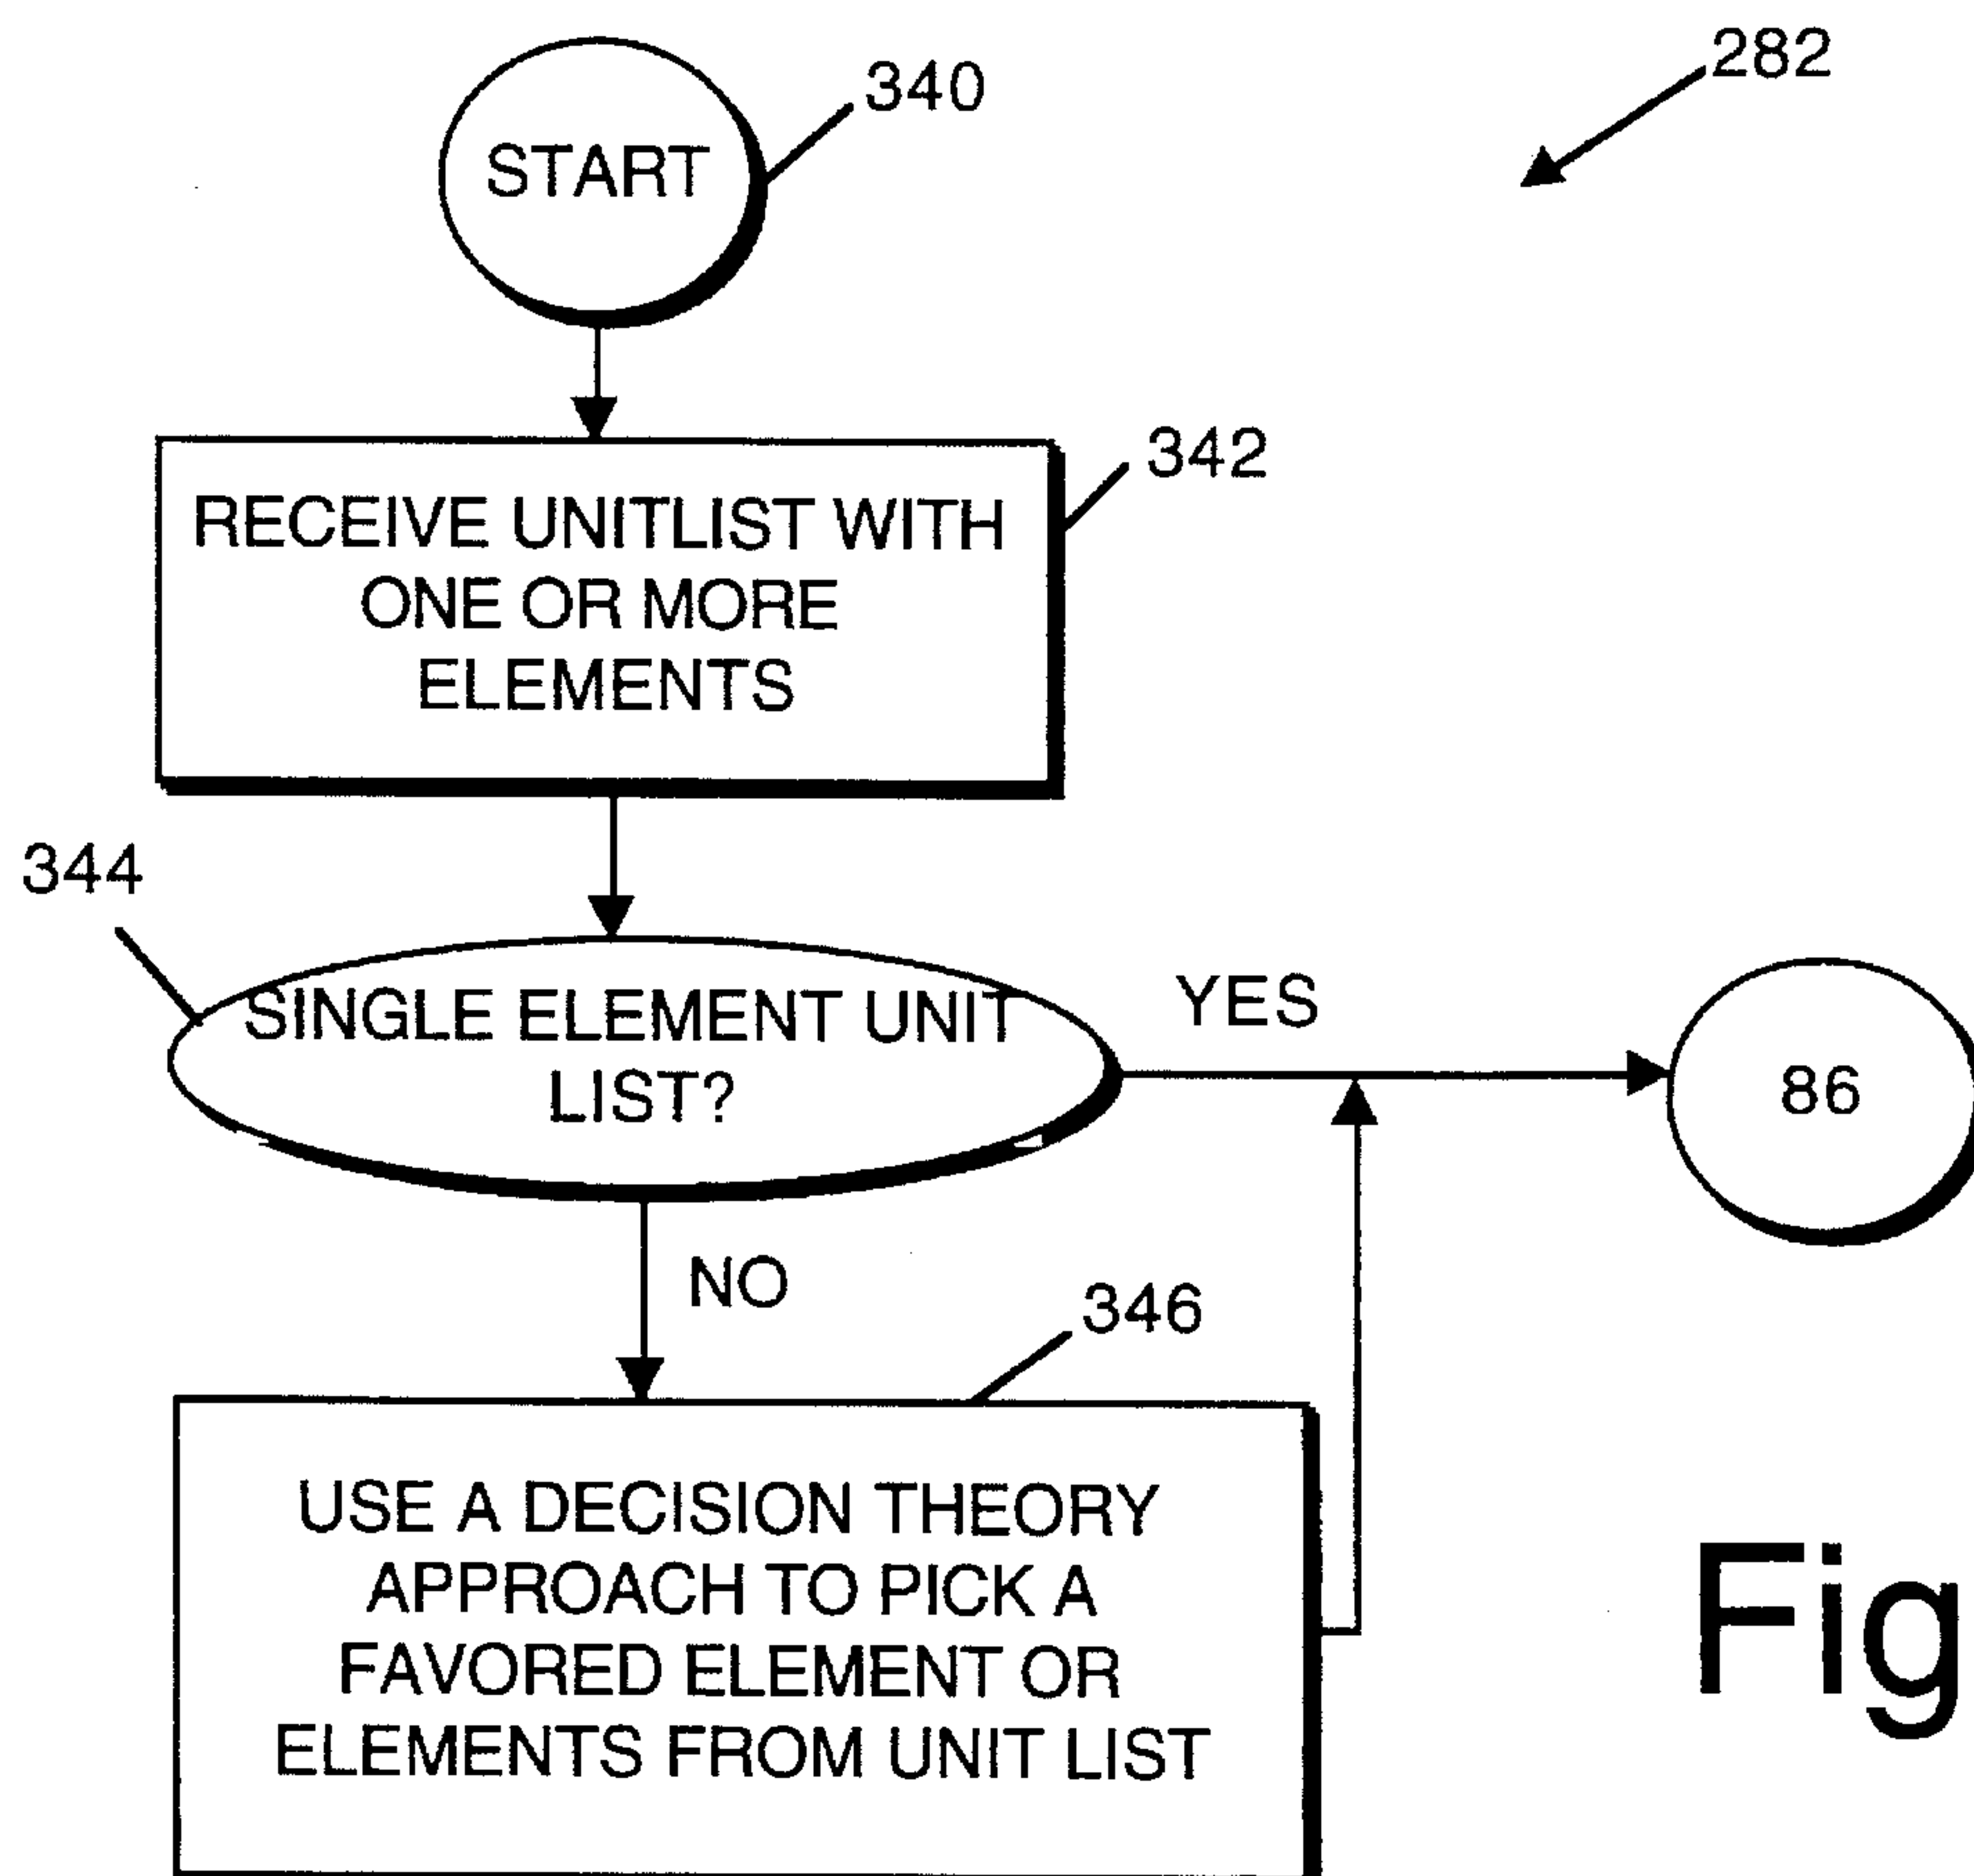 282
340
START
342
RECEIVE UNITLIST WITH
ONE OR MORE
ELEMENTS
344
SINGLE ELEMENT UNIT
LIST?
YES
86
NO
346
USE A DECISION THEORY
APPROACH TO PICK A
FAVORED ELEMENT OR
ELEMENTS FROM UNIT LIST
Fig